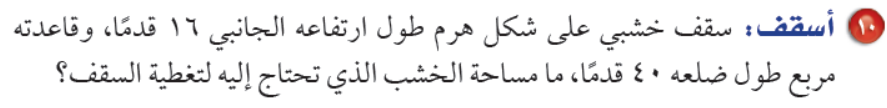 ١٠ أسقف: سقف خشبي على شكل هرم طول ارتفاعه الجانبي ١٦ قدمًا، وقاعدته
مربع طول ضلعه ٤٠ قدمًا، ما مساحة الخشب الذي تحتاج إليه لتغطية السقف؟